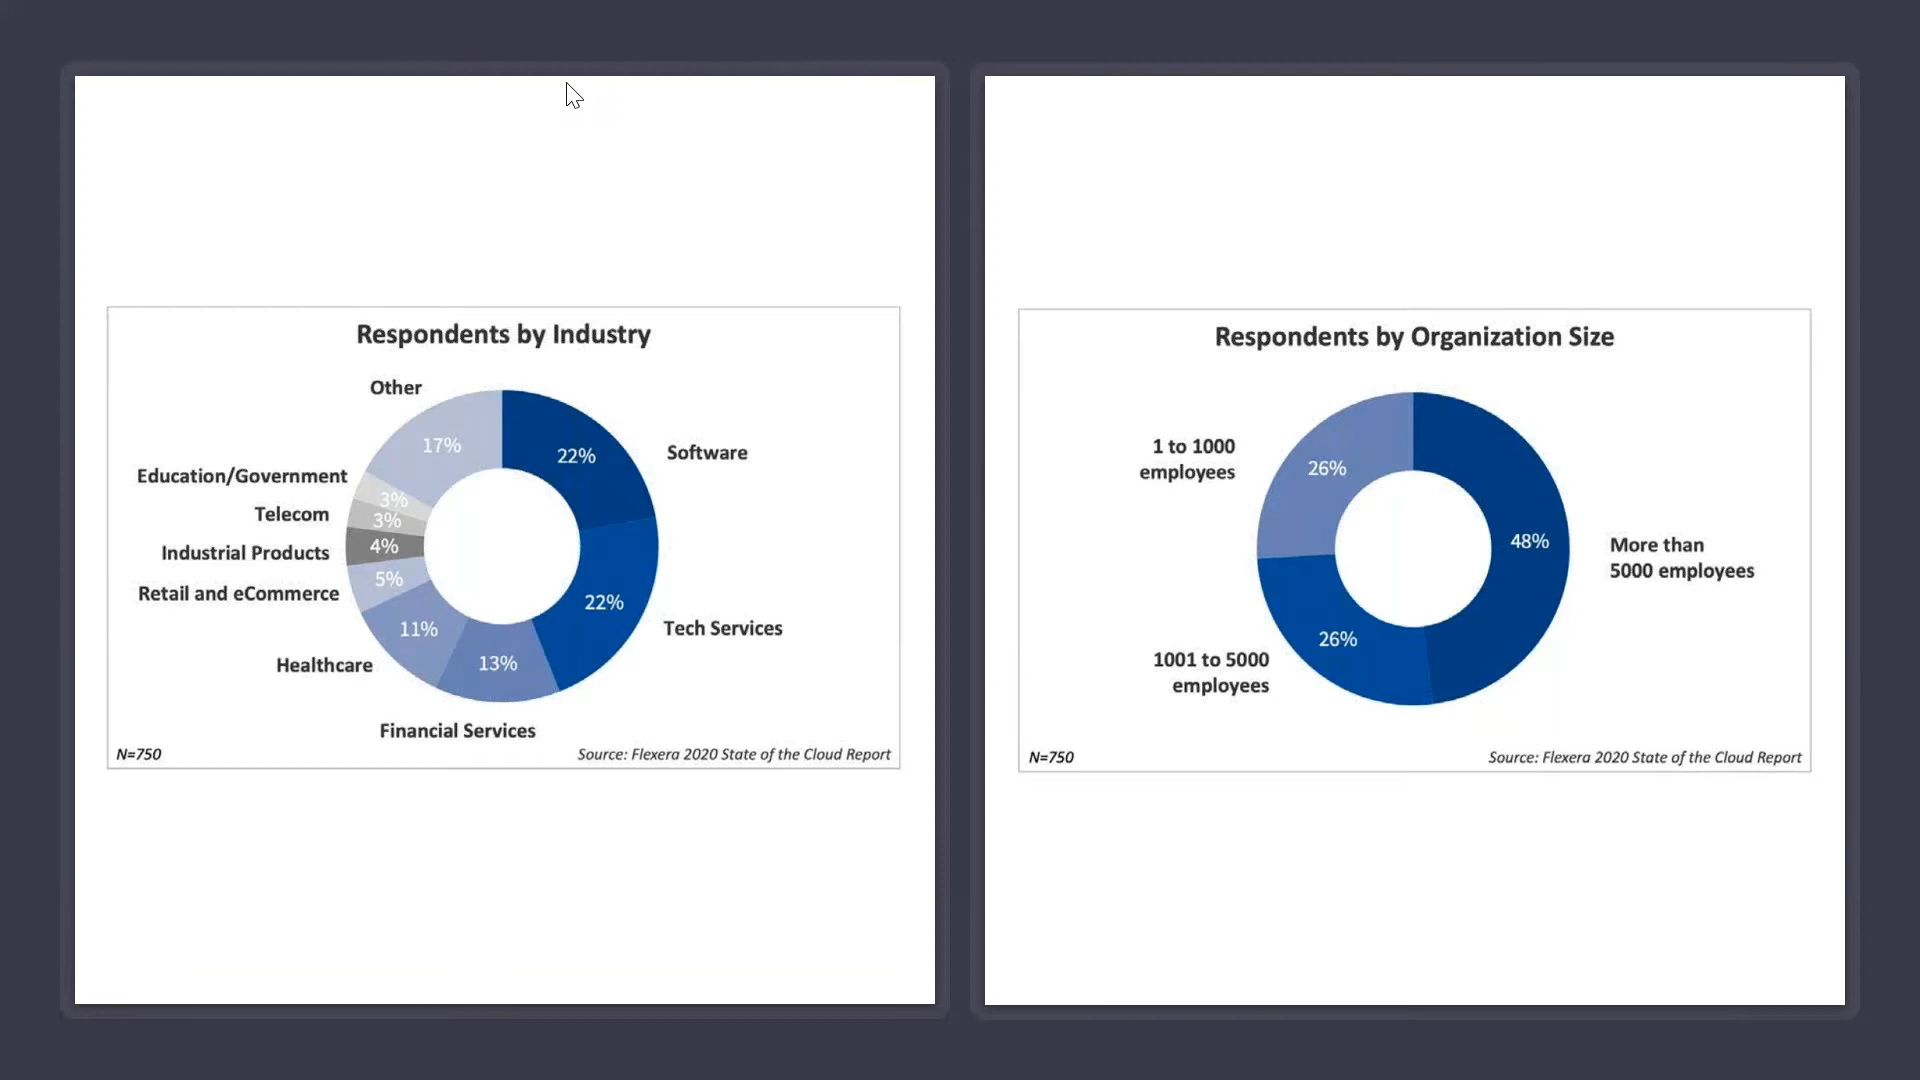 Respondents by Industry
Other
17%
22%
Software
Education/Government
3%
Telecom
3%
Industrial Products
4%
Retail and eCommerce
5%
22%
Tech Services
Healthcare
11%
13%
Financial Services
N=750
Source: Flexera 2020 State of the Cloud Report
Respondents by Organization Size
1 to 1000
employees
26%
48%
More than
5000 employees
26%
1001 to 5000
employees
N=750
Source: Flexera 2020 State of the Cloud Report